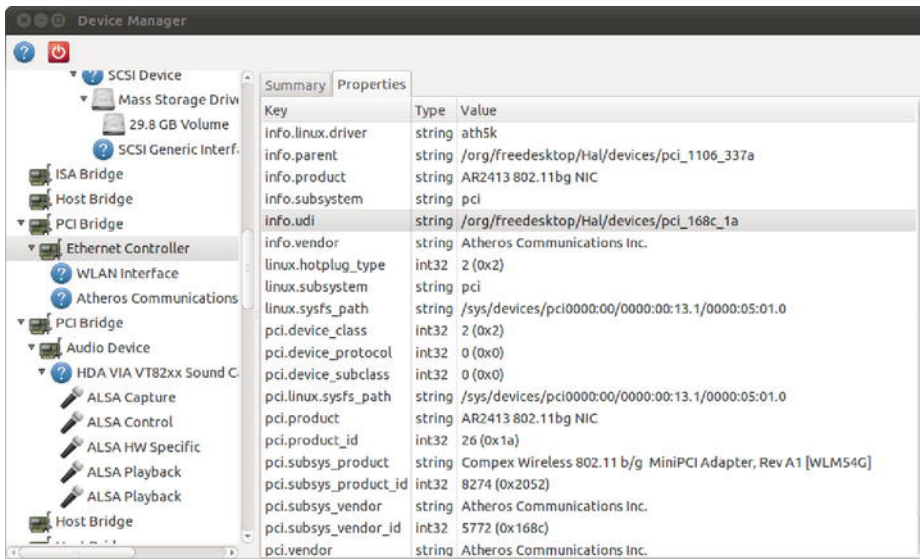 Device Manager
SCSI Device
Mass Storage Drive
29.8 GB Volume
SCSI Generic Interf
ISA Bridge
Host Bridge
PCI Bridge
Ethernet Controller
WLAN Interface
Atheros Communications
PCI Bridge
Audio Device
HDA VIA VT82xx Sound C
ALSA Capture
ALSA Control
ALSA HW Specific
ALSA Playback
ALSA Playback
Host Bridge
Summary Properties
Key Type Value
info.linux.driver string ath5k
info.parent string /org/freedesktop/Hal/devices/pci_1106_337a
info.product string AR2413 802.11bg NIC
info.subsystem string pci
info.udi string /org/freedesktop/Hal/devices/pci_168c_1a
info.vendor string Atheros Communications Inc.
linux.hotplug_type int32 2 (0x2)
linux.subsystem string pci
linux.sysfs_path string /sys/devices/pci0000:00/0000:00:13.1/0000:05:01.0
pci.device_class int32 2 (0x2)
pci.device_protocol int32 0 (0x0)
pci.device_subclass int32 0 (0x0)
pci.linux.sysfs_path string /sys/devices/pci0000:00/0000:00:13.1/0000:05:01.0
pci.product string AR2413 802.11bg NIC
pci.product_id int32 26 (0x1a)
pci.subsys_product string Compex Wireless 802.11 b/g MiniPCI Adapter, Rev A1 [WLM54G]
pci.subsys_product_id int32 8274 (0x2052)
pci.subsys_vendor string Atheros Communications Inc.
pci.subsys_vendor_id int32 5772 (0x168c)
pci.vendor string Atheros Communications Inc.